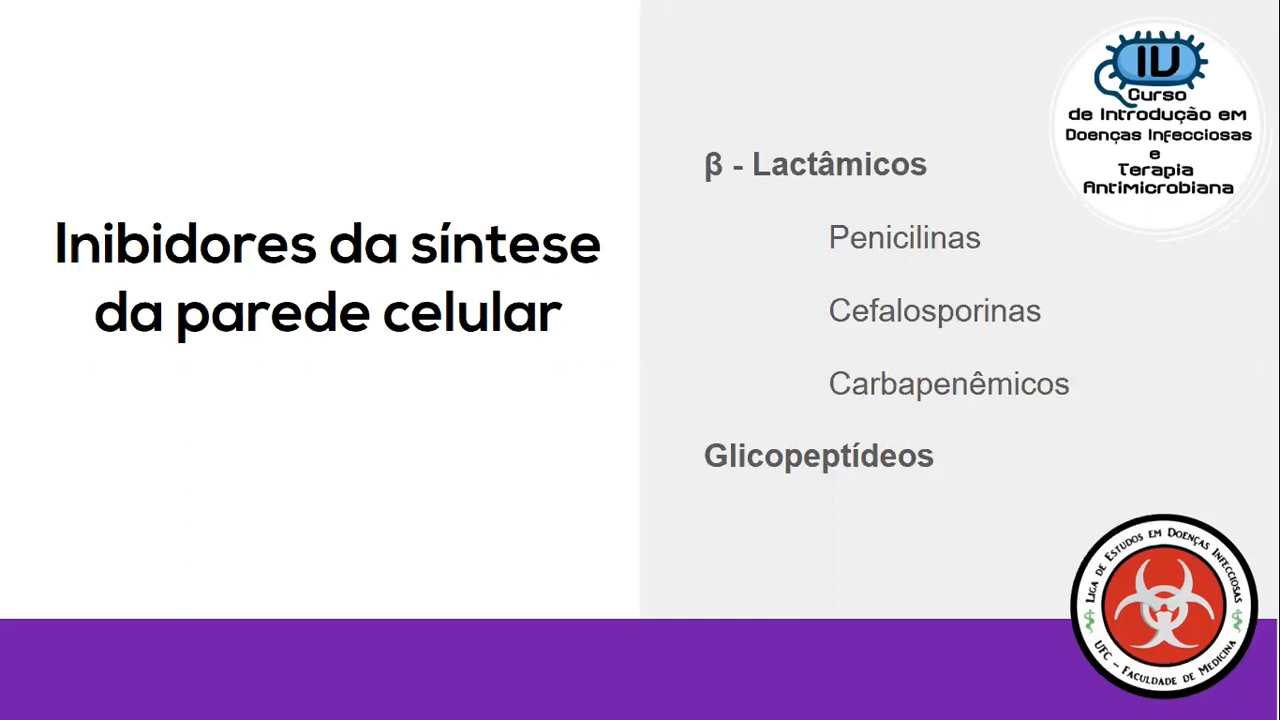 Inibidores da síntese
da parede celular
β - Lactâmicos
Penicilinas
Cefalosporinas
Carbapenêmicos
Glicopeptídeos
IV
Curso
de Introdução em
Doenças Infecciosas
e
Terapia
Antimicrobiana
Liga de Estudos em Doenças Infecciosas
UFC - Faculdade de Medicina